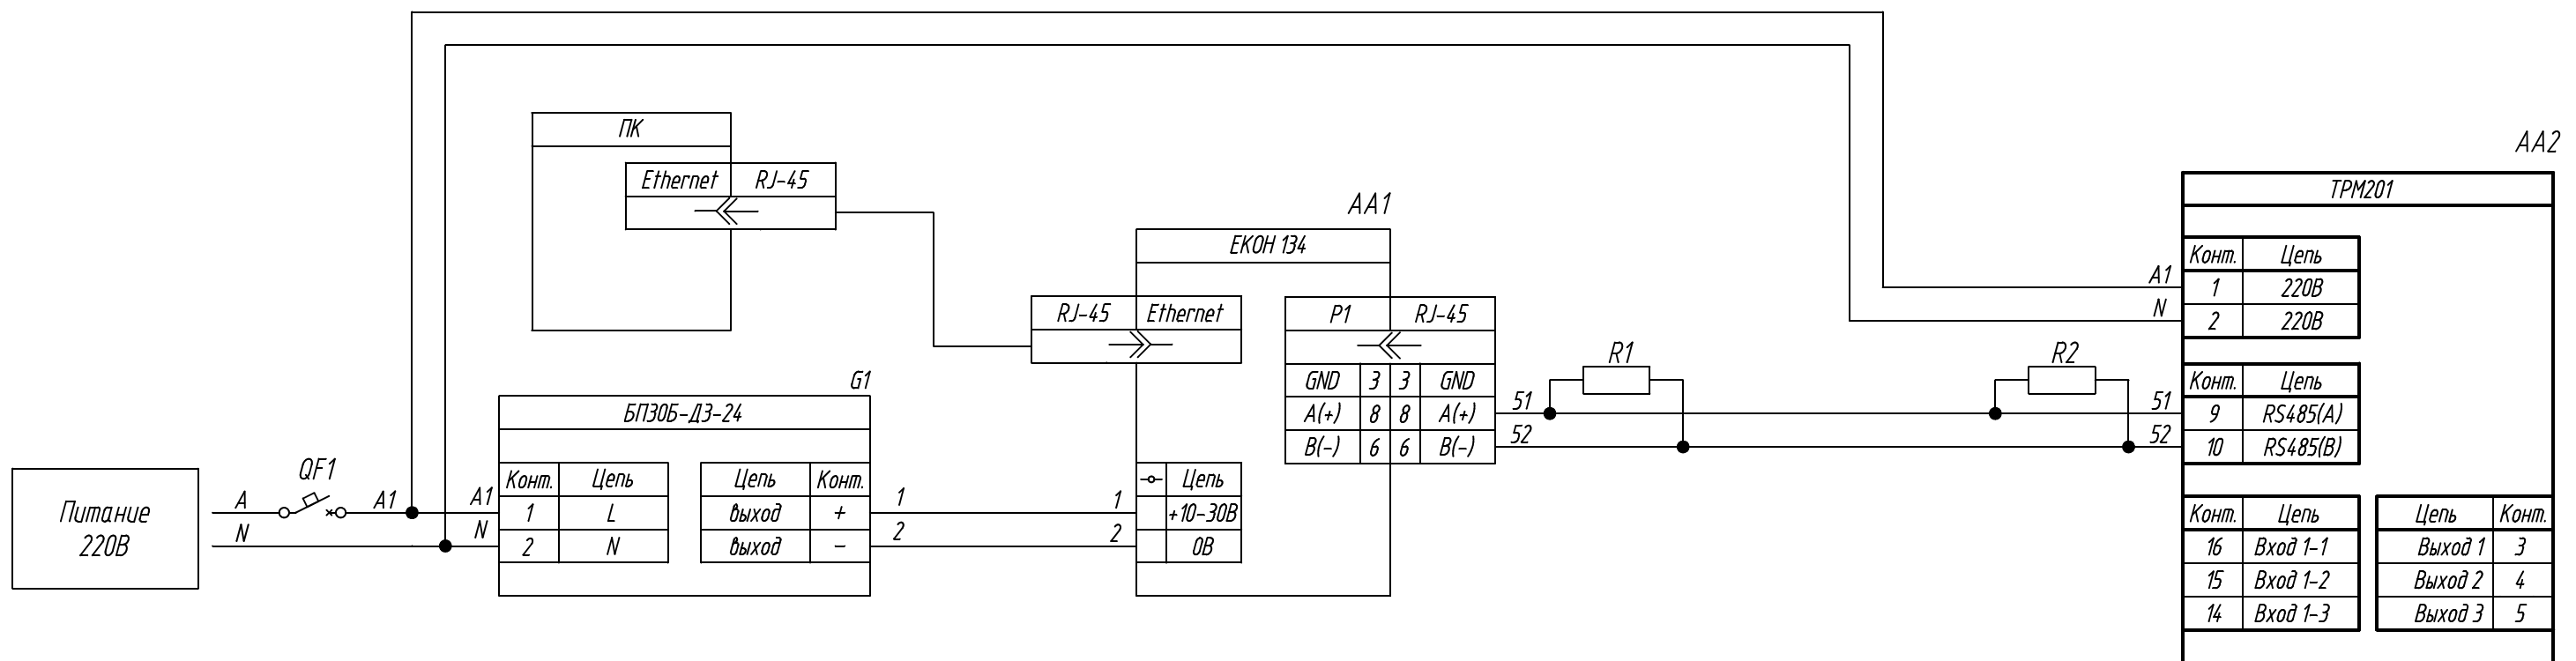 Питание
220В
A
N
QF1
A1
A1
N
ПК
Ethernet RJ-45
G1
БП30Б-Д3-24
Конт. Цепь Цепь Конт.
1 L выход +
2 N выход -
1
2
1
2
AA1
ЕКОН 134
RJ-45 Ethernet
P1 RJ-45
GND 3 3 GND
A(+) 8 8 A(+)
B(-) 6 6 B(-)
Цепь
+10-30В
0В
51
52
R1
R2
51
52
A1
N
AA2
ТРМ201
Конт. Цепь
1 220В
2 220В
Конт. Цепь
9 RS485(A)
10 RS485(B)
Конт. Цепь Цепь Конт.
16 Вход 1-1 Выход 1 3
15 Вход 1-2 Выход 2 4
14 Вход 1-3 Выход 3 5